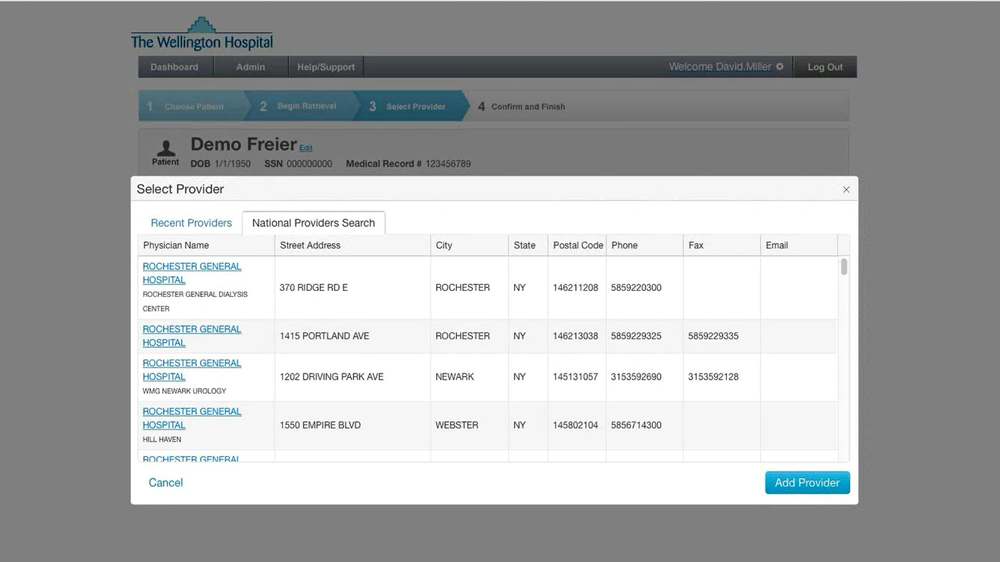 The Wellington Hospital
Dashboard Admin Help/Support Welcome David.Miller Log Out
1 Choose Patient 2 Begin Retrieval 3 Select Provider 4 Confirm and Finish
Demo Freier Edit
Patient DOB 1/1/1950 SSN 000000000 Medical Record # 123456789
Select Provider
Recent Providers National Providers Search
Physician Name Street Address City State Postal Code Phone Fax Email
ROCHESTER GENERAL
HOSPITAL
ROCHESTER GENERAL DIALYSIS
CENTER
370 RIDGE RD E ROCHESTER NY 146211208 5859220300
ROCHESTER GENERAL
HOSPITAL
1415 PORTLAND AVE ROCHESTER NY 146213038 5859229325 5859229335
ROCHESTER GENERAL
HOSPITAL
WMG NEWARK UROLOGY
1202 DRIVING PARK AVE NEWARK NY 145131057 3153592690 3153592128
ROCHESTER GENERAL
HOSPITAL
HILL HAVEN
1550 EMPIRE BLVD WEBSTER NY 145802104 5856714300
ROCHESTER GENERAL
Cancel Add Provider